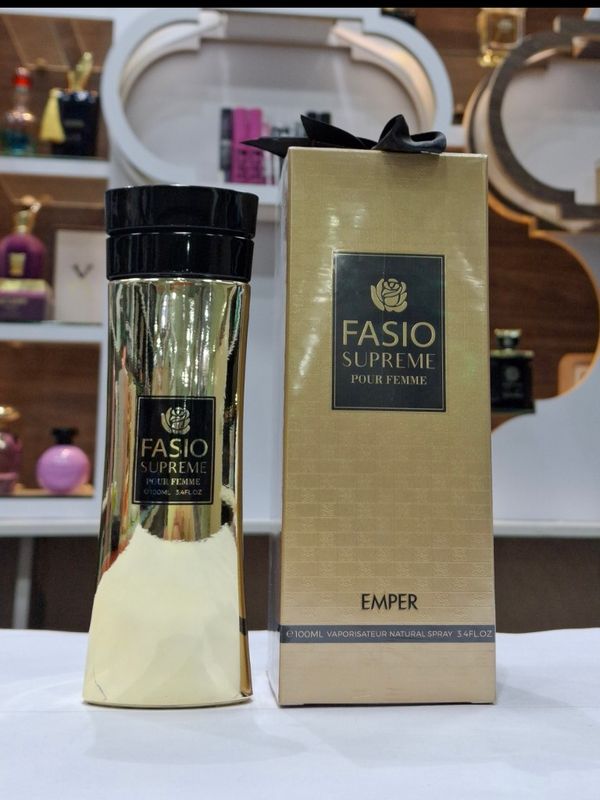 FASIO
SUPREME
POUR FEMME
℮100ML 3.4FL.OZ
FASIO
SUPREME
POUR FEMME
EMPER
℮100ML VAPORISATEUR NATURAL SPRAY 3.4FL.OZ
V